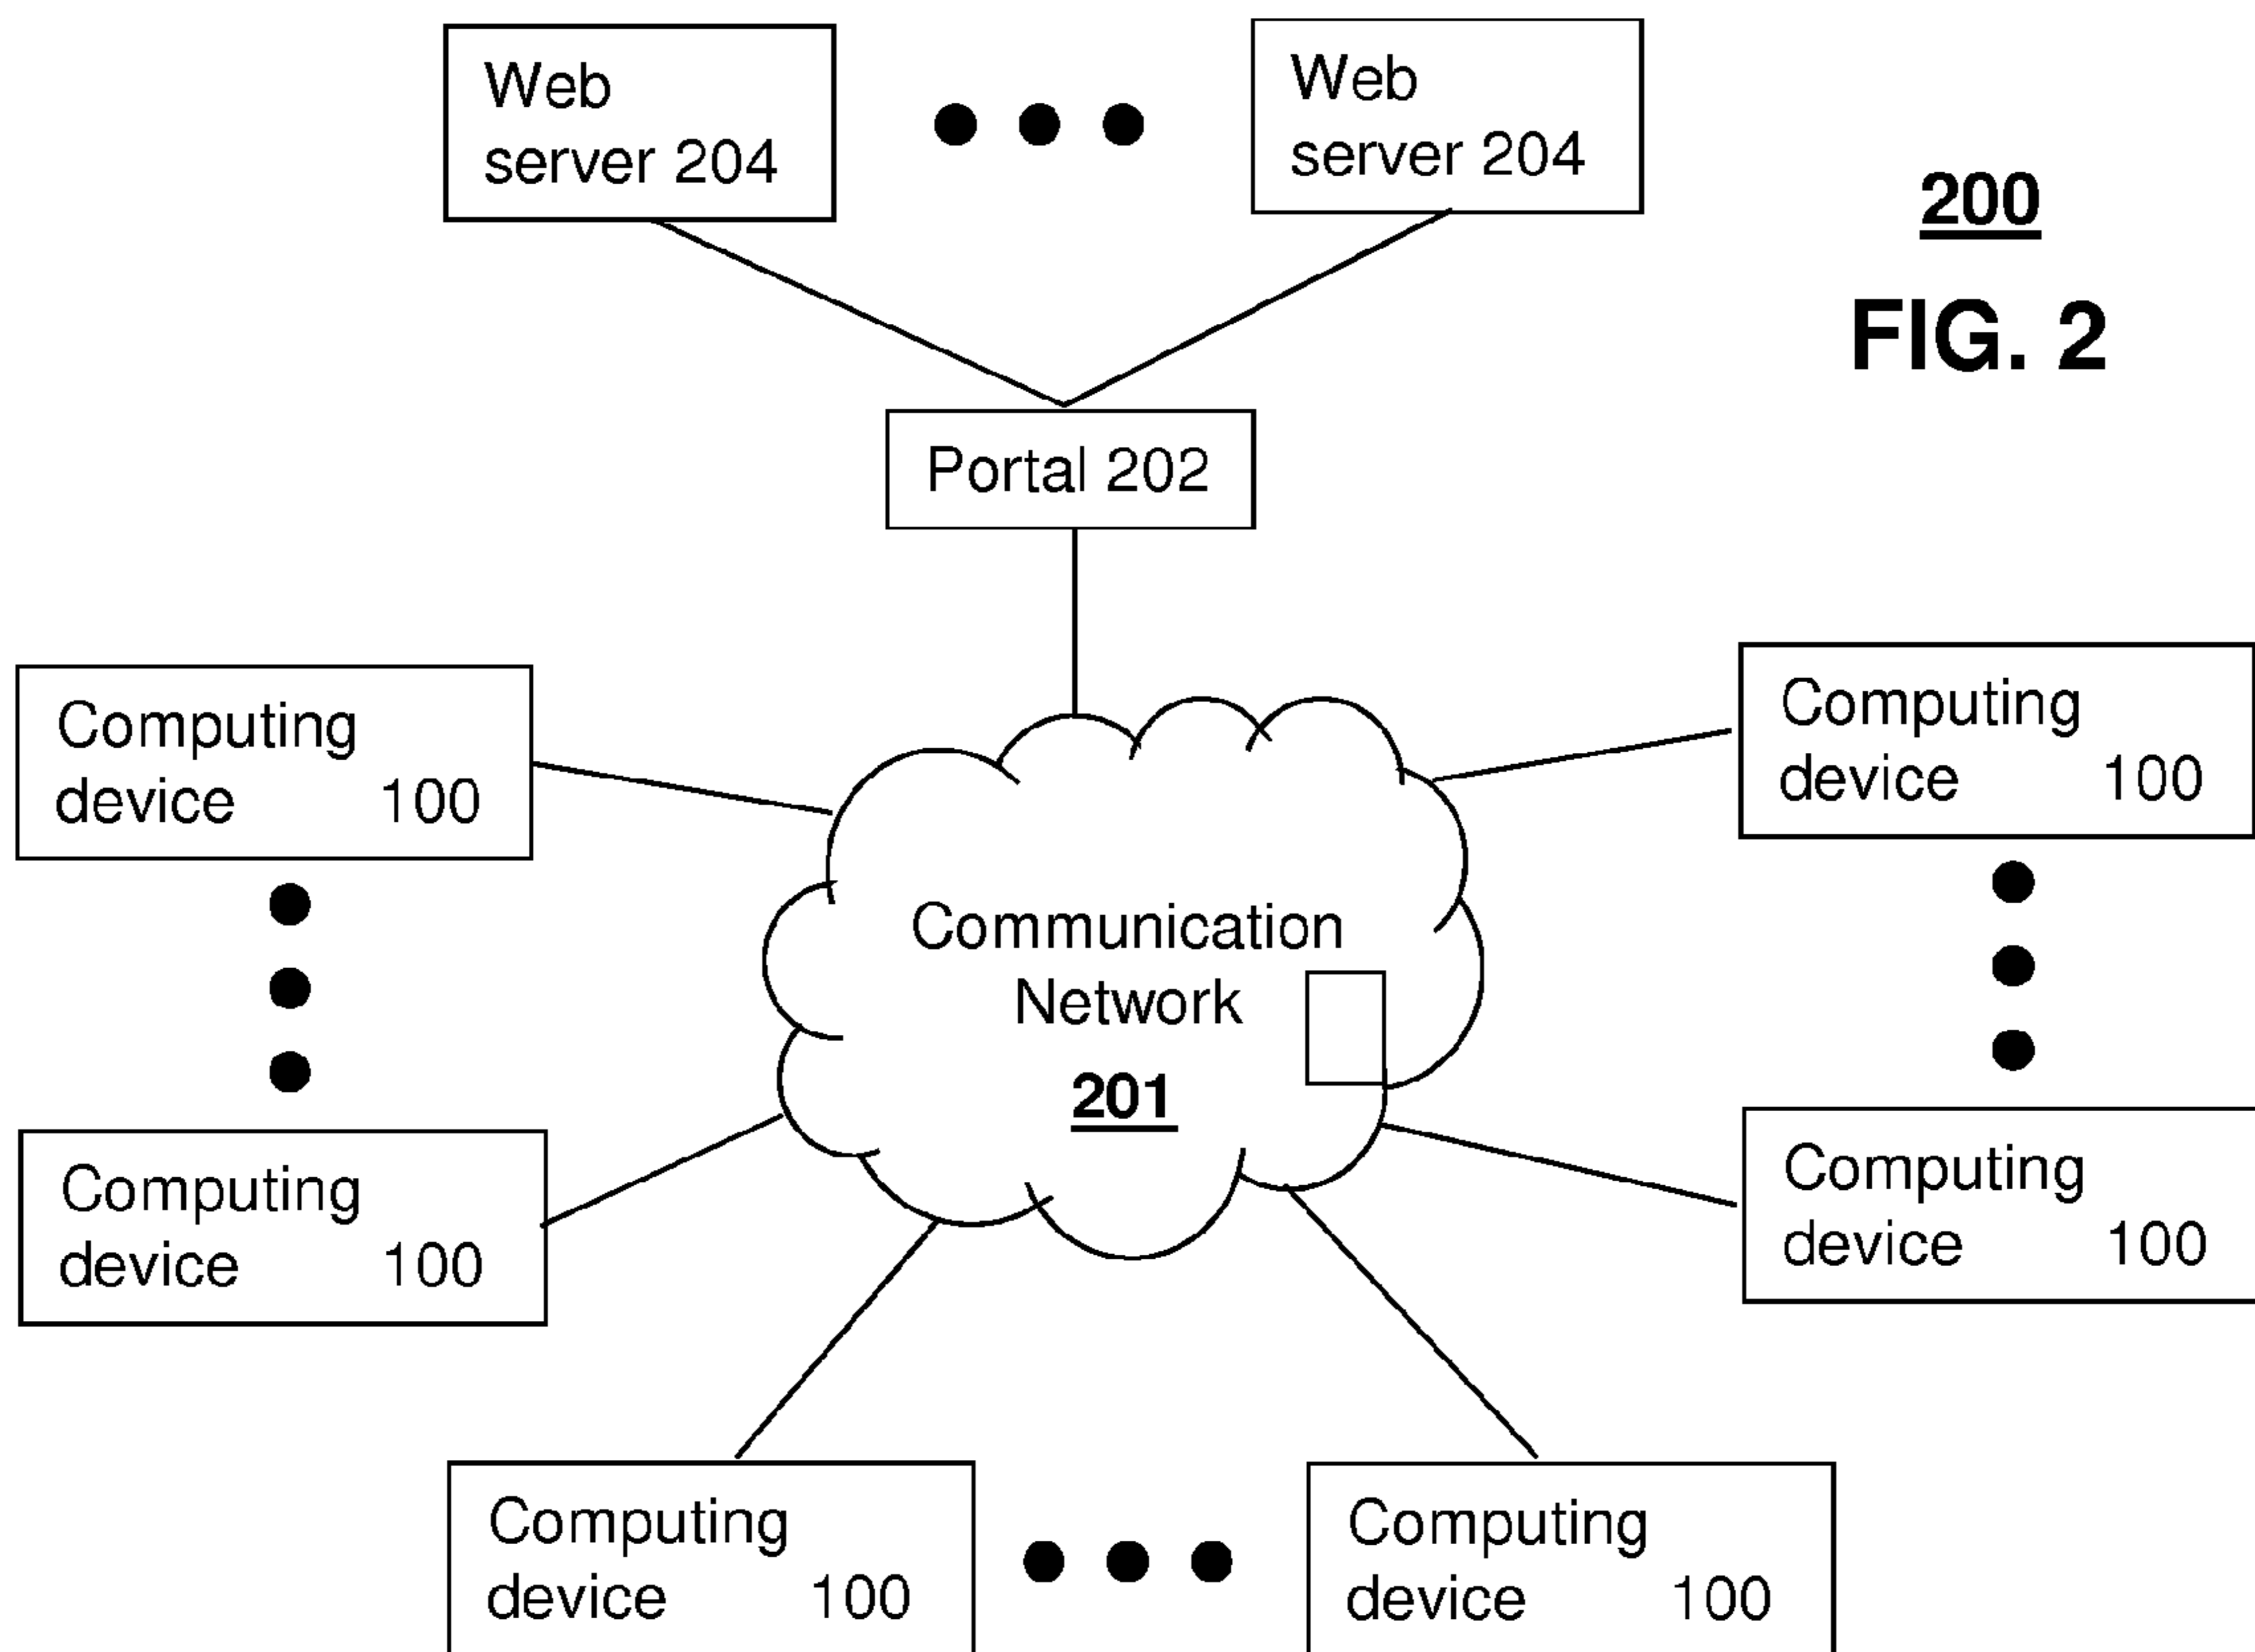 Web
server 204
Web
server 204
200
FIG. 2
Portal 202
Computing
device 100
Computing
device 100
Communication
Network
201
Computing
device 100
Computing
device 100
Computing
device 100
Computing
device 100